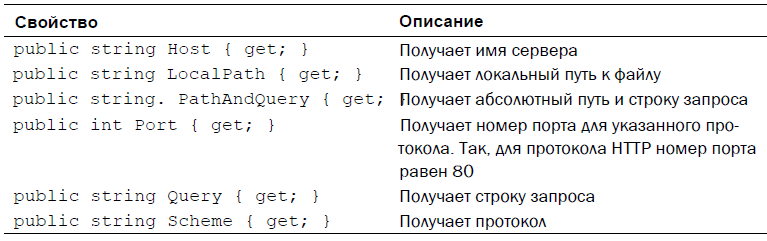 Свойство Описание
public string Host { get; } Получает имя сервера
public string LocalPath { get; } Получает локальный путь к файлу
public string. PathAndQuery { get; } Получает абсолютный путь и строку запроса
public int Port { get; } Получает номер порта для указанного про-
токола. Так, для протокола HTTP номер порта
равен 80
public string Query { get; } Получает строку запроса
public string Scheme { get; } Получает протокол